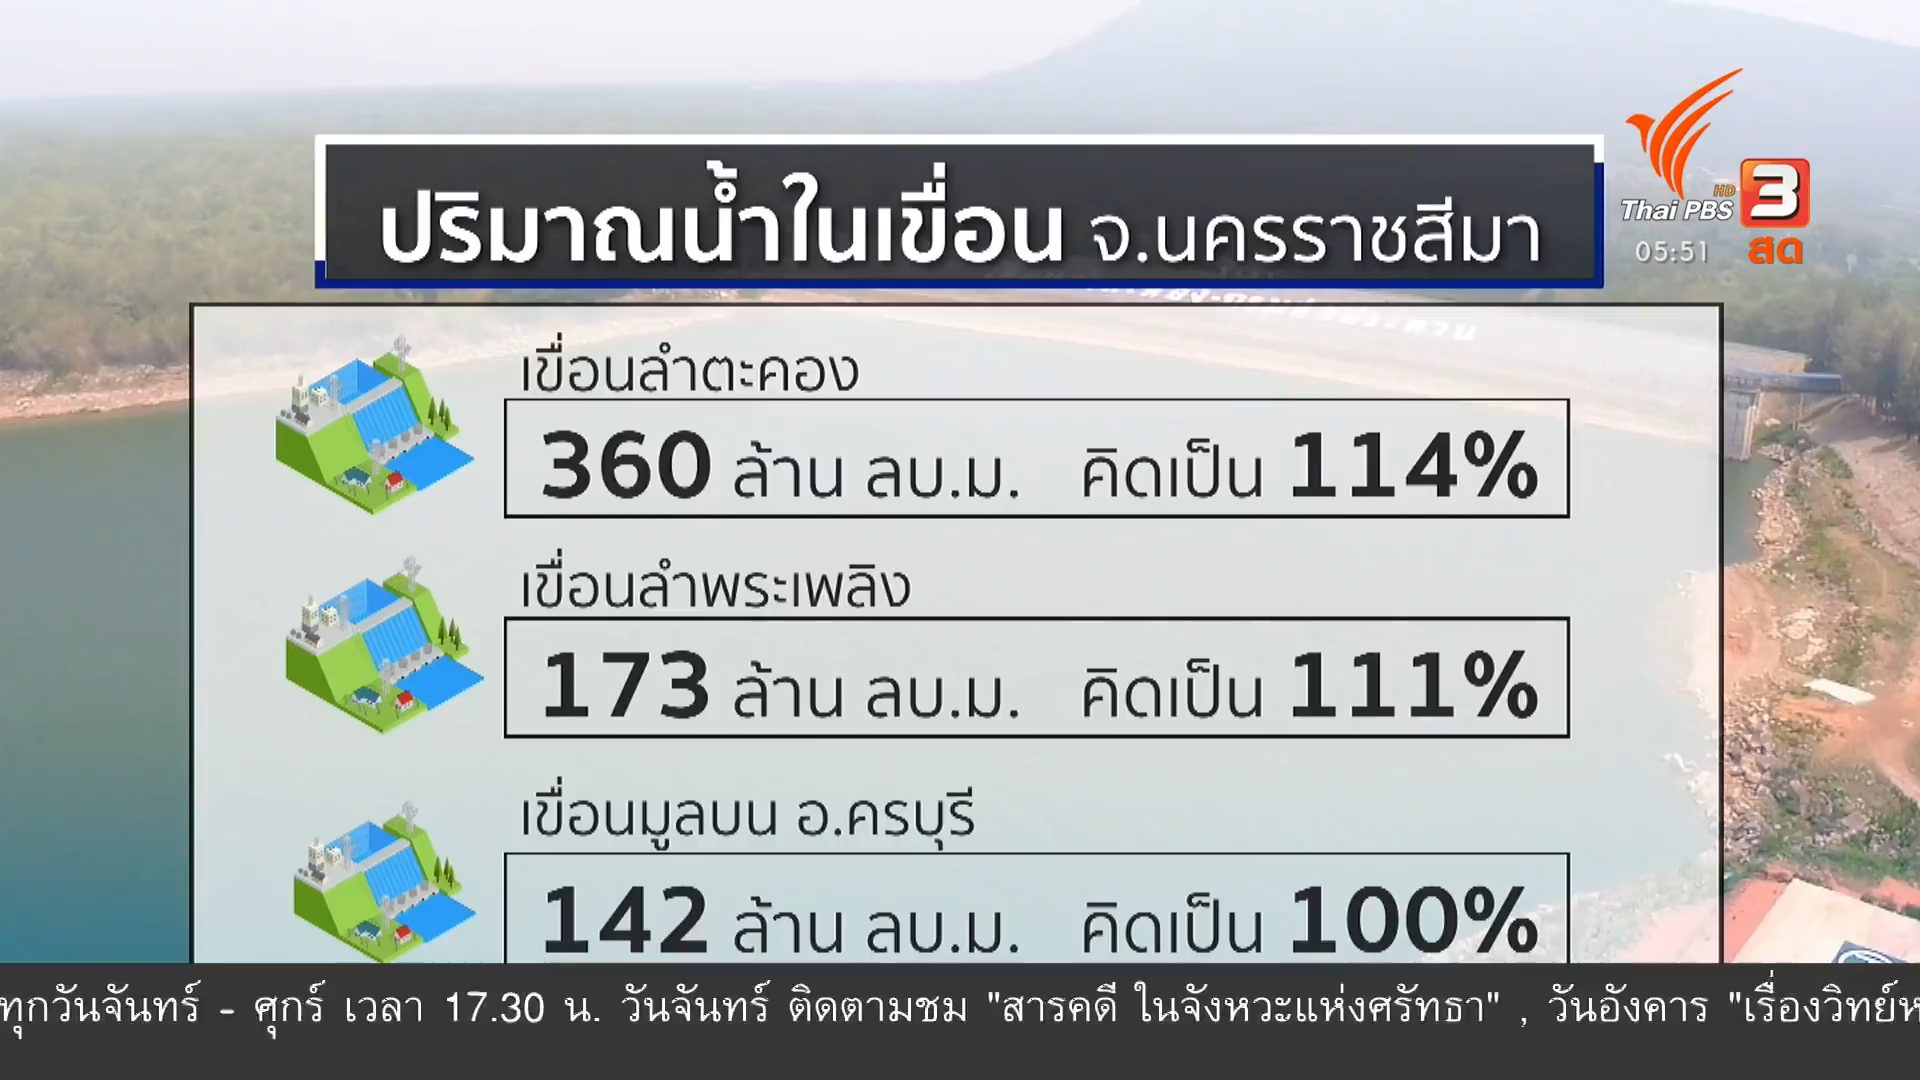 ปริมาณน้ำในเขื่อน จ.นครราชสีมา
HD
Thai PBS 3
05:51 สด
เขื่อนลำตะคอง
360 ล้าน ลบ.ม. คิดเป็น 114%
เขื่อนลำพระเพลิง
173 ล้าน ลบ.ม. คิดเป็น 111%
เขื่อนมูลบน อ.ครบุรี
142 ล้าน ลบ.ม. คิดเป็น 100%
ทุกวันจันทร์ - ศุกร์ เวลา 17.30 น. วันจันทร์ ติดตามชม "สารคดี ในจังหวะแห่งศรัทธา" , วันอังคาร "เรื่องวิทย์ห